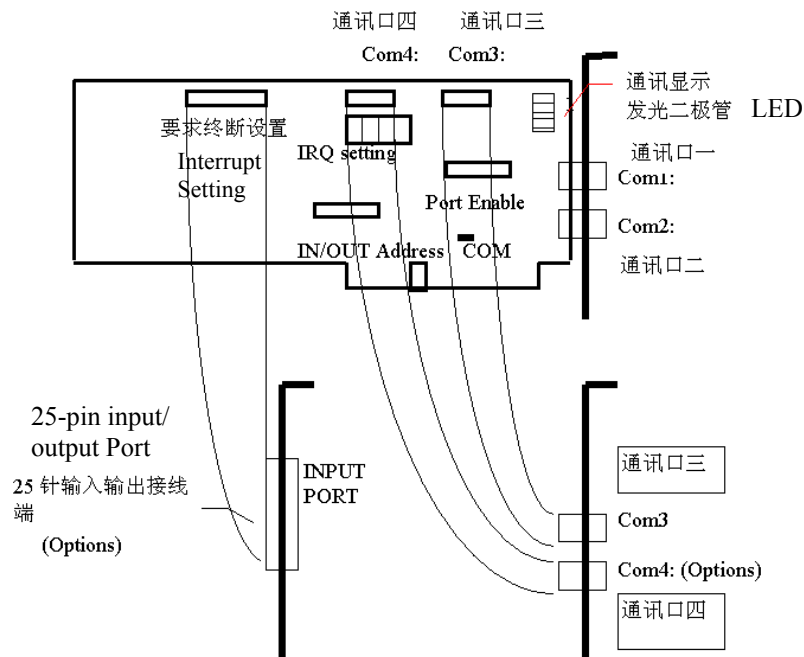 通讯口四
通讯口三
Com4:
Com3:
通讯显示
发光二极管 LED
要求终断设置
Interrupt
Setting
IRQ setting
通讯口一
Com1:
Port Enable
Com2:
IN/OUT Address
COM
通讯口二
25-pin input/
output Port
25 针输入输出接线
端
(Options)
INPUT
PORT
通讯口三
Com3
Com4: (Options)
通讯口四